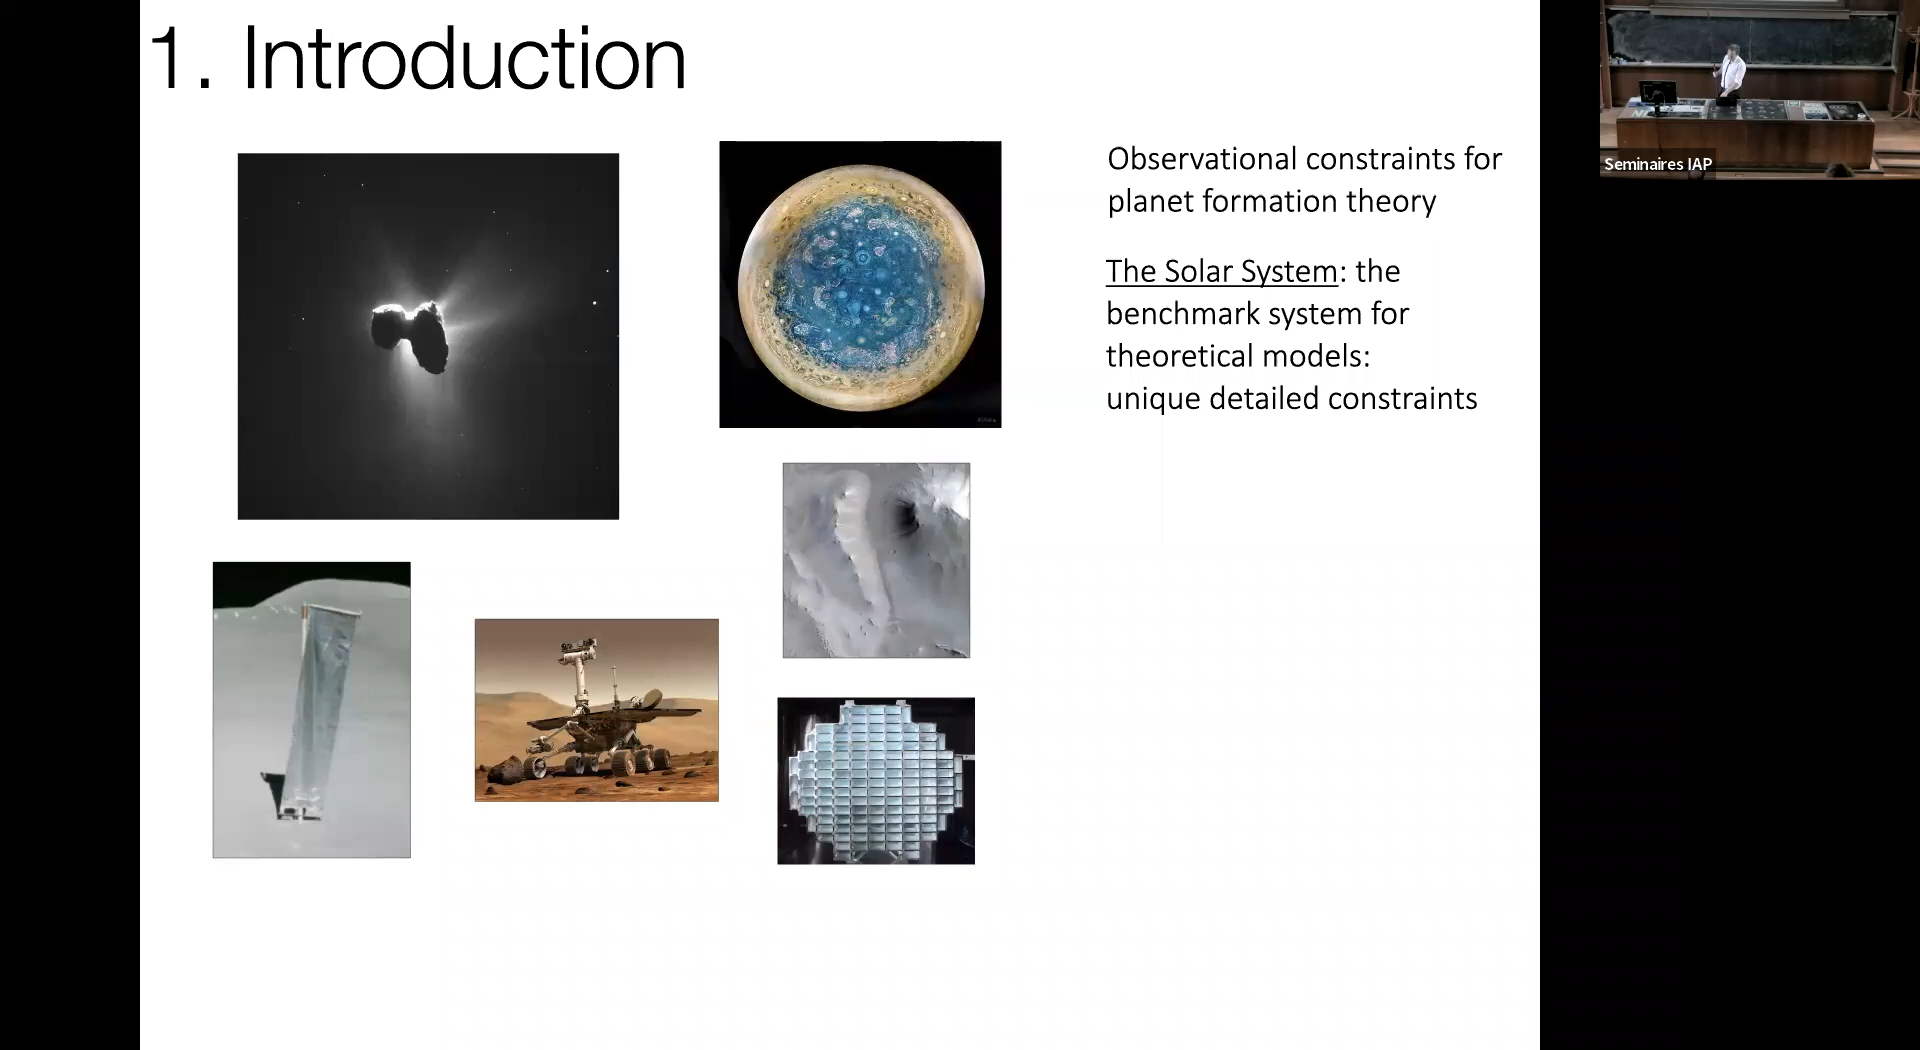 1. Introduction
Observational constraints for
planet formation theory
The Solar System: the
benchmark system for
theoretical models:
unique detailed constraints
Seminaires IAP